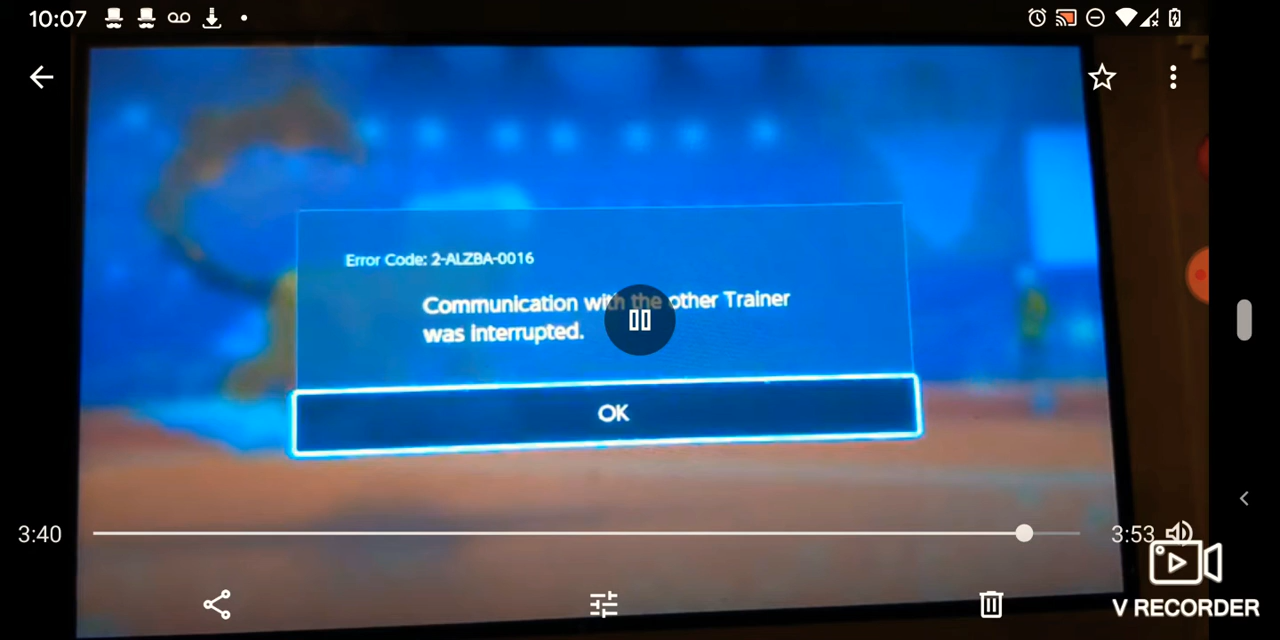 10:07
Error Code: 2-ALZBA-0016
Communication with the other Trainer
was interrupted.
OK
3:40
3:53
V RECORDER